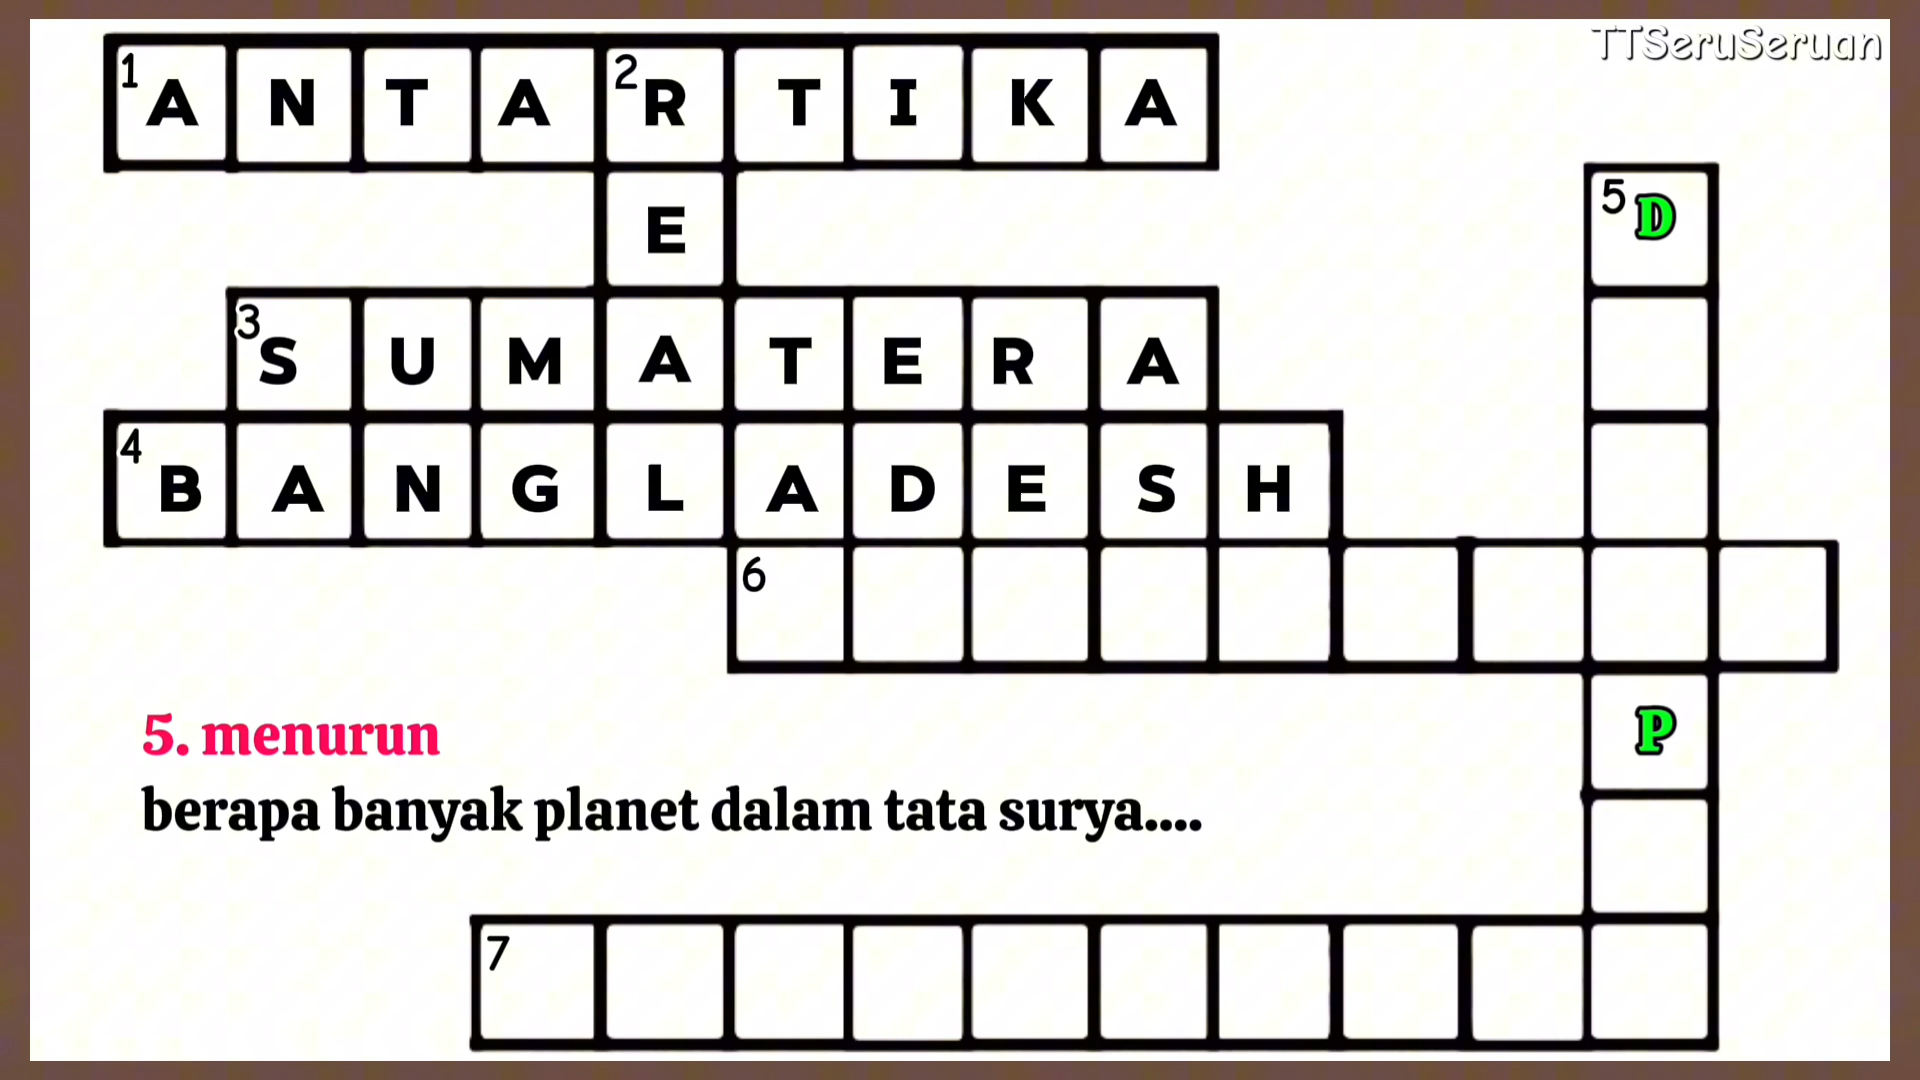 TTSeruSeruan
1 A N T A 2 R T I K A
5 D
E
3 S U M A T E R A
4 B A N G L A D E S H
6
5. menurun
P
berapa banyak planet dalam tata surya....
7